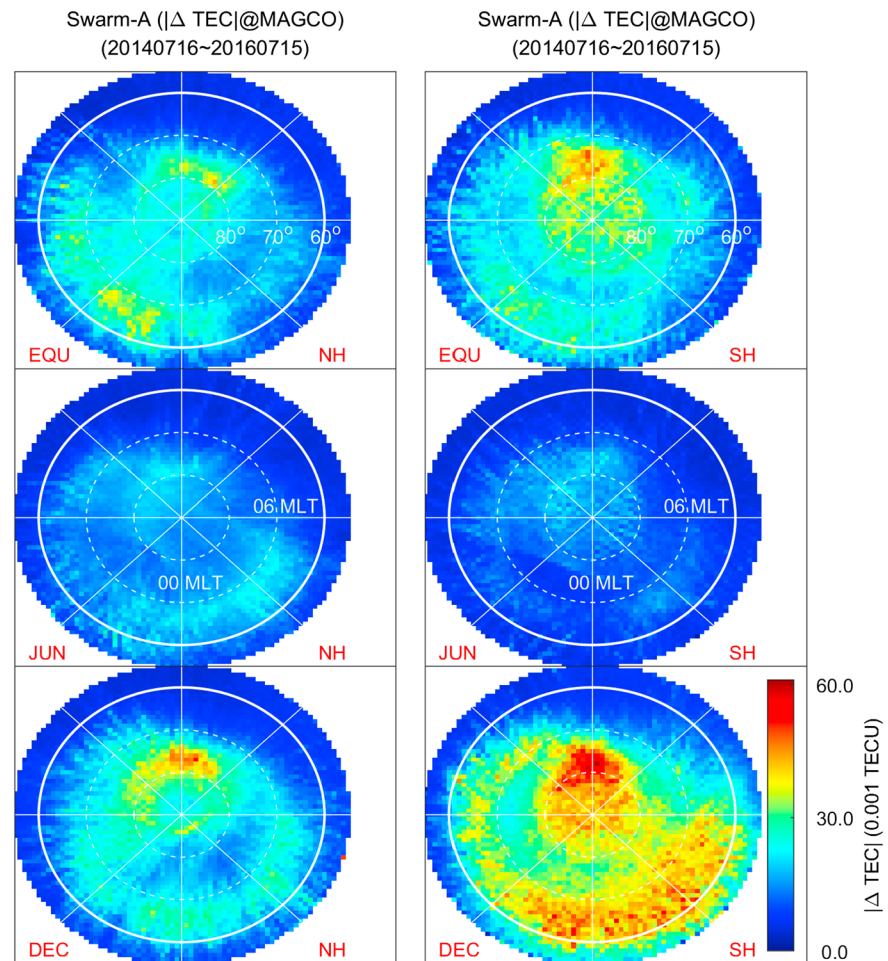 Swarm-A (|Δ TEC|@MAGCO)
(20140716~20160715)
Swarm-A (|Δ TEC|@MAGCO)
(20140716~20160715)
80° 70° 60°
EQU NH
80° 70° 60°
EQU SH
06 MLT
00 MLT
JUN NH
06 MLT
00 MLT
JUN SH
DEC NH
DEC SH
60.0
30.0
0.0
|Δ TEC| (0.001 TECU)